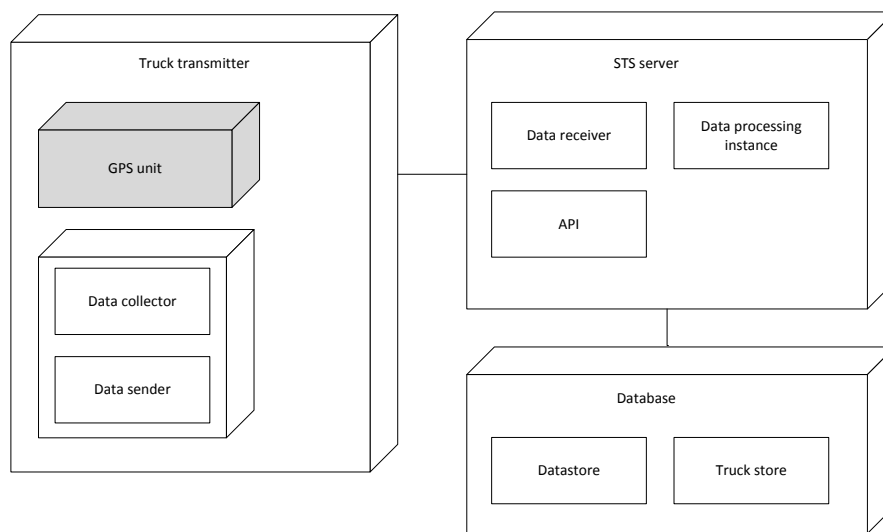 Truck transmitter
GPS unit
Data collector
Data sender
STS server
Data receiver
Data processing
instance
API
Database
Datastore
Truck store